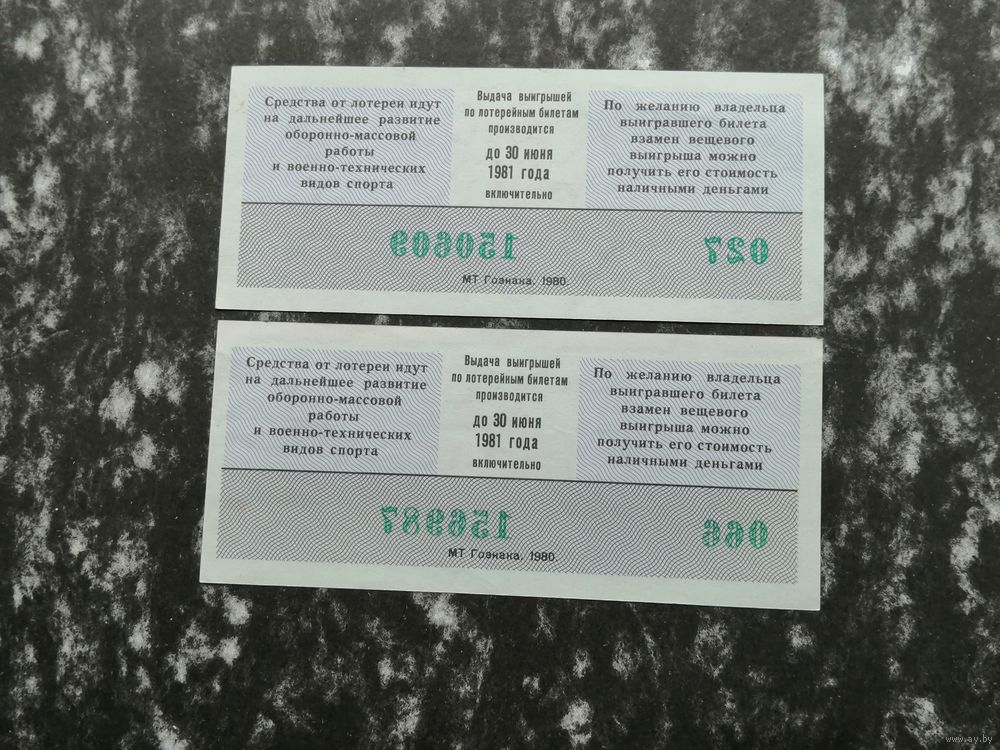 Средства от лотереи идут
на дальнейшее развитие
оборонно-массовой
работы
и военно-технических
видов спорта
Выдача выигрышей
по лотерейным билетам
производится
до 30 июня
1981 года
включительно
По желанию владельца
выигравшего билета
взамен вещевого
выигрыша можно
получить его стоимость
наличными деньгами
150609
027
МТ Гознака. 1980.
Средства от лотереи идут
на дальнейшее развитие
оборонно-массовой
работы
и военно-технических
видов спорта
Выдача выигрышей
по лотерейным билетам
производится
до 30 июня
1981 года
включительно
По желанию владельца
выигравшего билета
взамен вещевого
выигрыша можно
получить его стоимость
наличными деньгами
156987
066
МТ Гознака. 1980.
www.ay.by